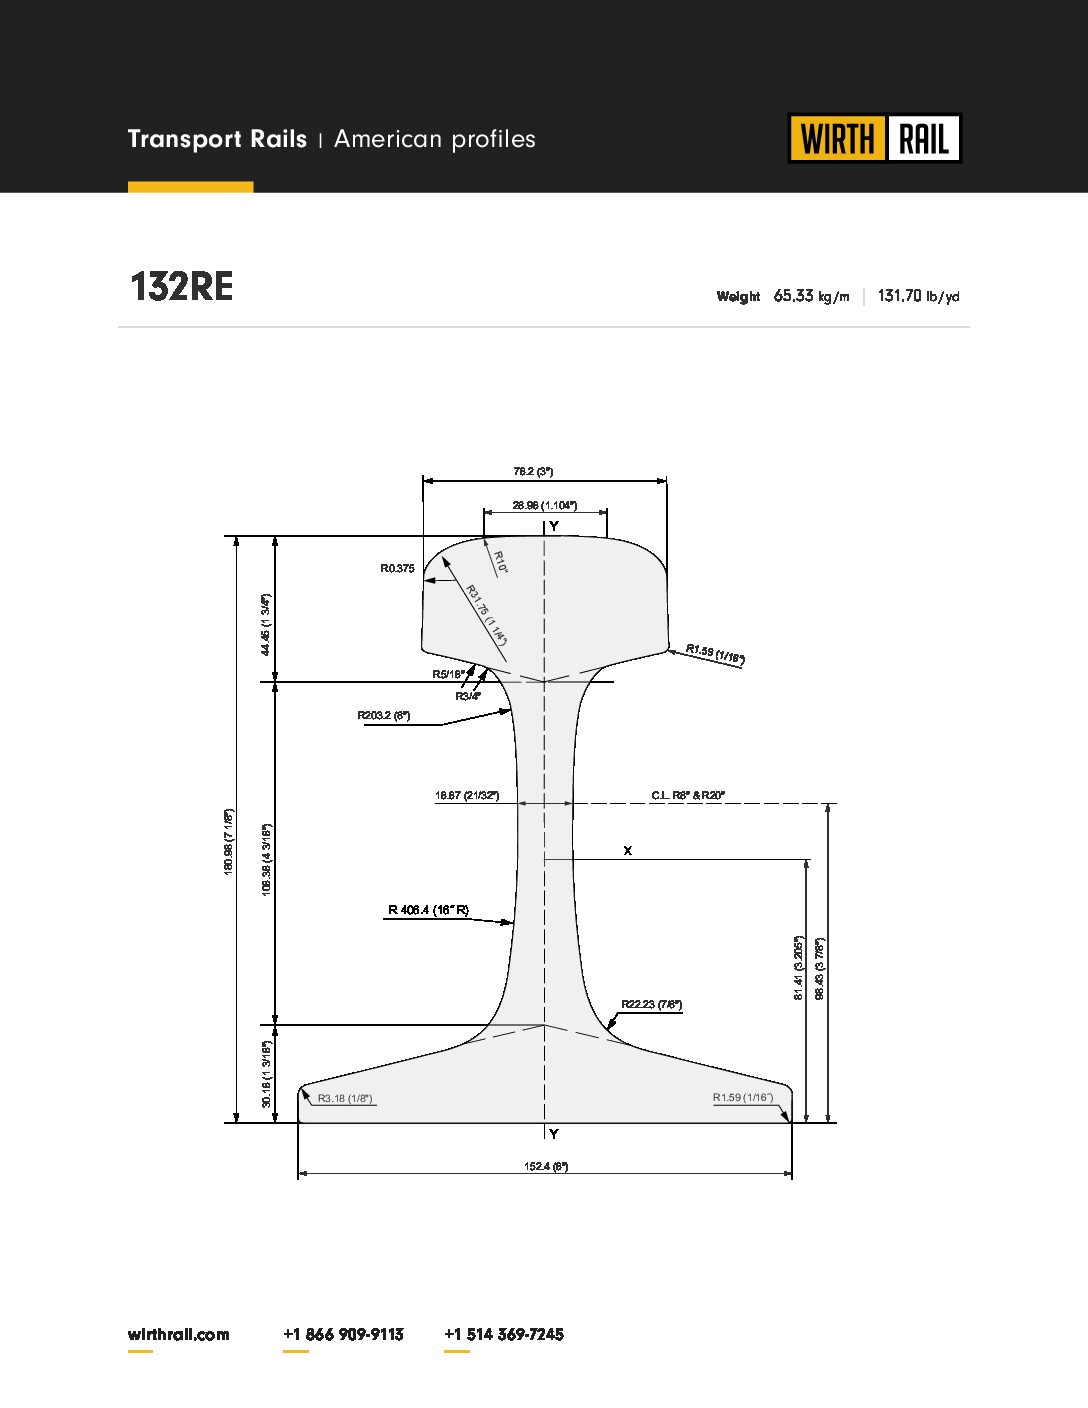 Transport Rails | American profiles
WIRTH RAIL
132RE
Weight 65.33 kg/m | 131.70 lb/yd
76.2 (3")
28.98 (1.104")
Y
R10"
R0.375
R31.75 (1 1/4")
44.45 (1 3/4")
R1.59 (1/16")
R5/16"
R3/4"
R203.2 (8")
16.67 (21/32")
C.L. R8" & R20"
180.98 (7 1/8")
106.36 (4 3/16")
X
R 406.4 (16" R)
81.41 (3.205")
98.43 (3 7/8")
R22.23 (7/8")
30.16 (1 3/16")
R3.18 (1/8")
R1.59 (1/16")
Y
152.4 (6")
wirthrail.com +1 866 909-9113 +1 514 369-7245